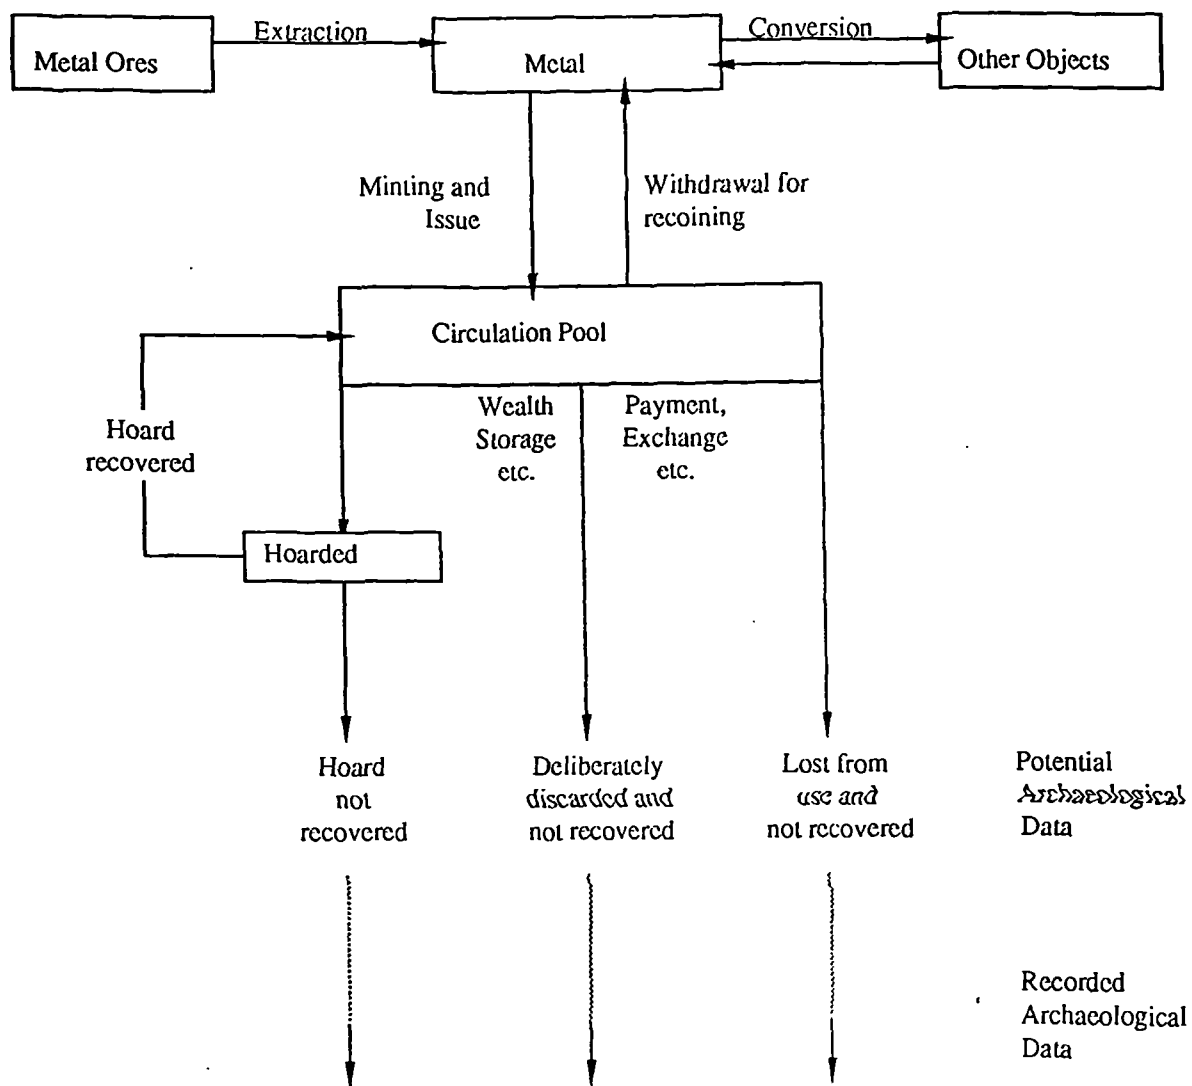 Extraction
Conversion
Metal Ores
Metal
Other Objects
Minting and
Issue
Withdrawal for
recoining
Circulation Pool
Wealth
Storage
etc.
Payment,
Exchange
etc.
Hoard
recovered
Hoarded
Hoard
not
recovered
Deliberately
discarded and
not recovered
Lost from
use and
not recovered
Potential
Archaeological
Data
Recorded
Archaeological
Data